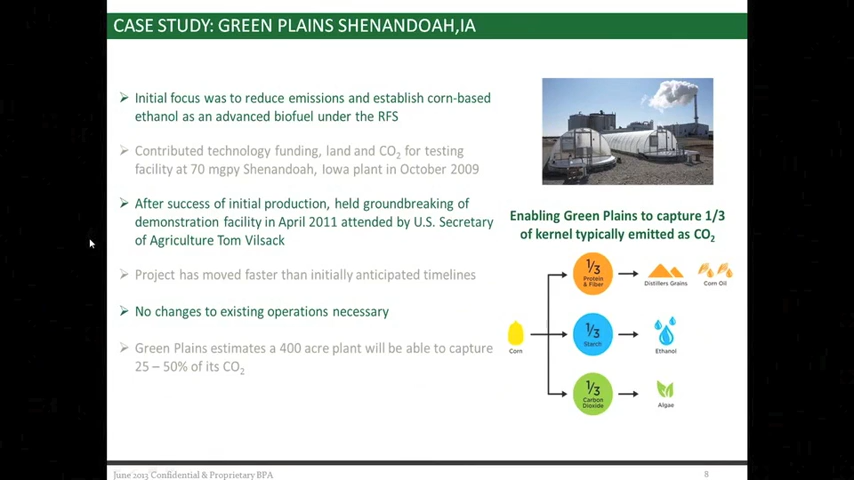 CASE STUDY: GREEN PLAINS SHENANDOAH,IA
Initial focus was to reduce emissions and establish corn-based
ethanol as an advanced biofuel under the RFS
Contributed technology funding, land and CO2 for testing
facility at 70 mgpy Shenandoah, Iowa plant in October 2009
After success of initial production, held groundbreaking of
demonstration facility in April 2011 attended by U.S. Secretary
of Agriculture Tom Vilsack
Project has moved faster than initially anticipated timelines
No changes to existing operations necessary
Green Plains estimates a 400 acre plant will be able to capture
25 – 50% of its CO2
Enabling Green Plains to capture 1/3
of kernel typically emitted as CO2
Corn
1/3
Protein
& Fiber
Distillers Grains
Corn Oil
1/3
Starch
Ethanol
1/3
Carbon
Dioxide
Algae
June 2013 Confidential & Proprietary BPA
8